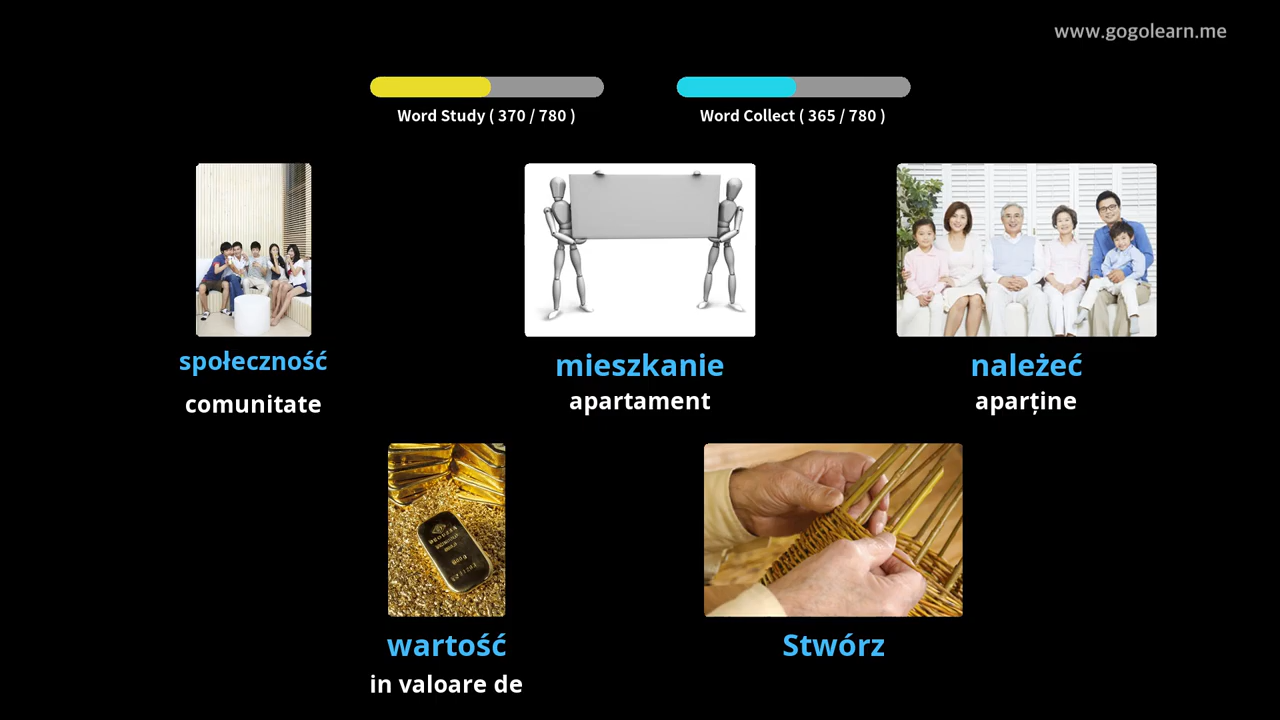 www.gogolearn.me
Word Study ( 370 / 780 )
Word Collect ( 365 / 780 )
społeczność
comunitate
mieszkanie
apartament
należeć
aparține
wartość
in valoare de
Stwórz